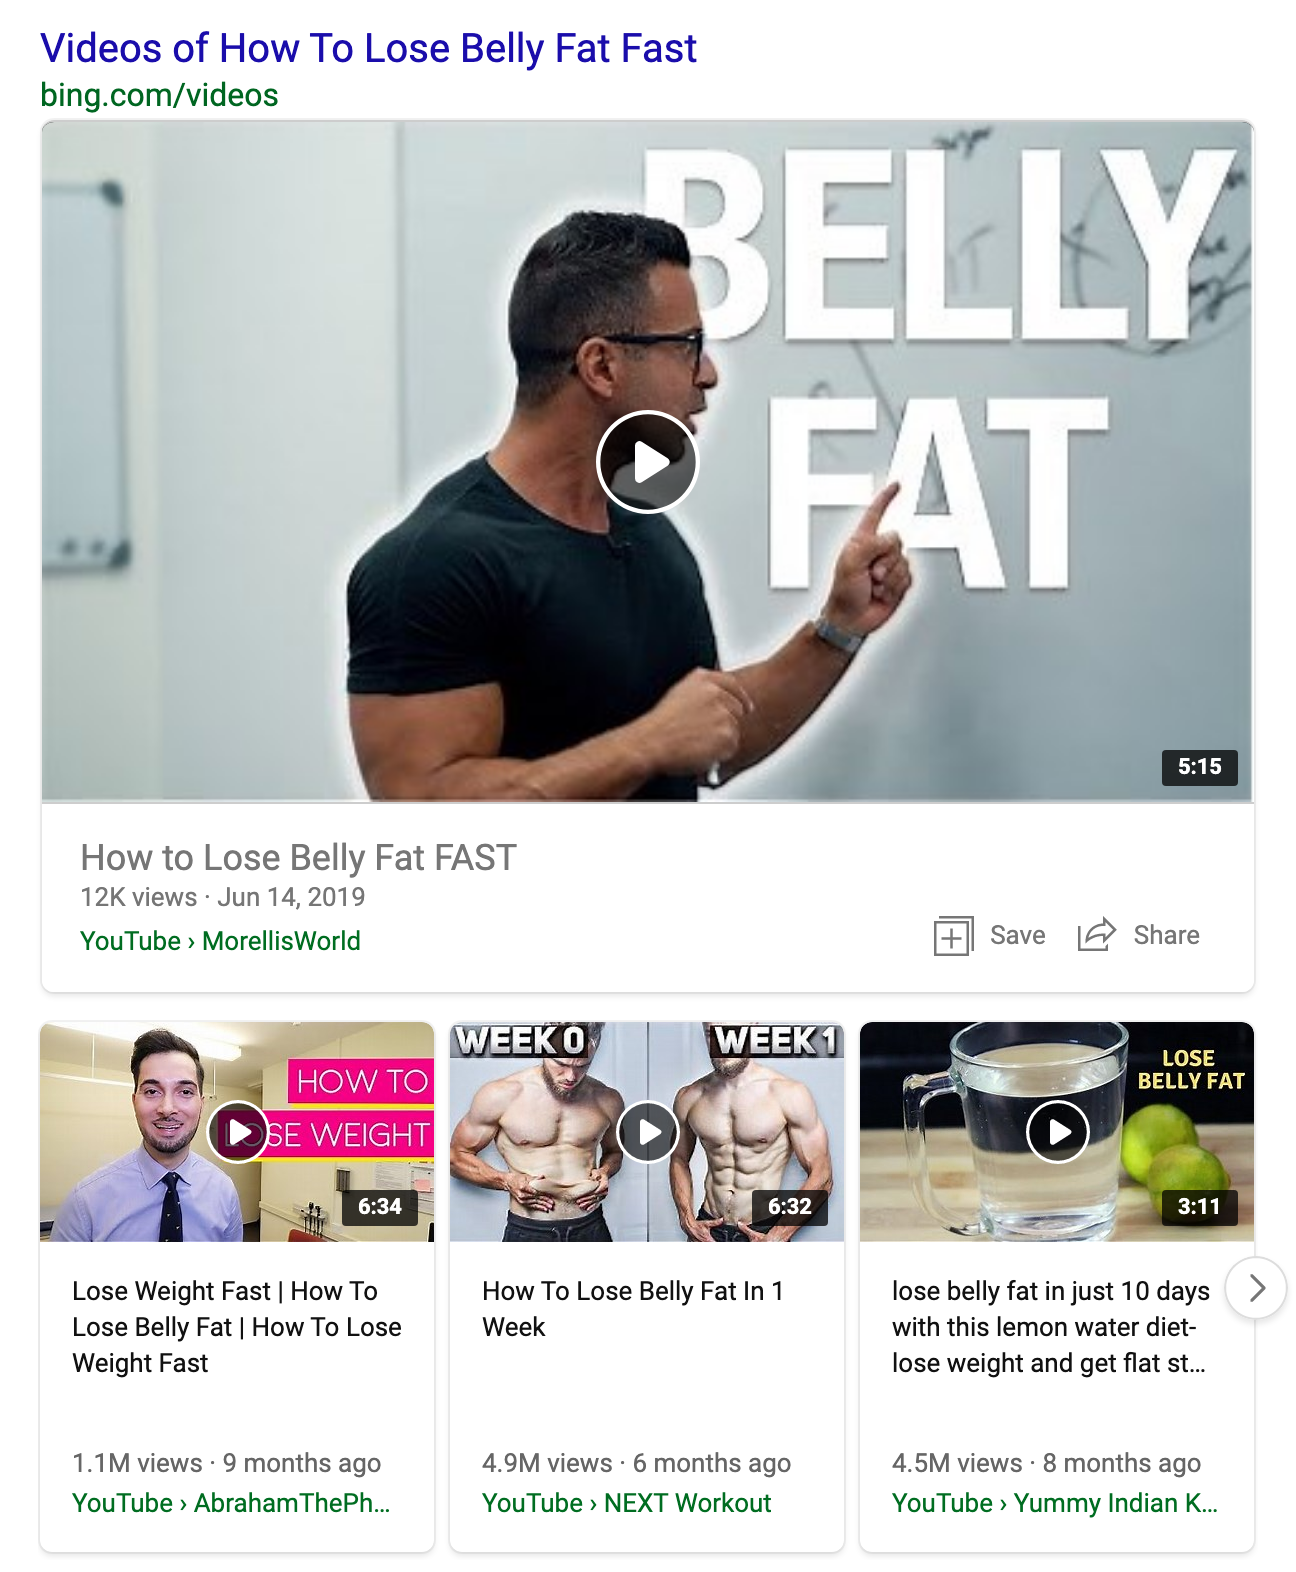 Videos of How To Lose Belly Fat Fast
bing.com/videos
BELLY
FAT
5:15
How to Lose Belly Fat FAST
12K views · Jun 14, 2019
YouTube › MorellisWorld
Save
Share
HOW TO
LOSE WEIGHT
6:34
WEEK 0
WEEK 1
6:32
LOSE
BELLY FAT
3:11
Lose Weight Fast | How To
Lose Belly Fat | How To Lose
Weight Fast
1.1M views · 9 months ago
YouTube › AbrahamThePh...
How To Lose Belly Fat In 1
Week
4.9M views · 6 months ago
YouTube › NEXT Workout
lose belly fat in just 10 days
with this lemon water diet-
lose weight and get flat st...
4.5M views · 8 months ago
YouTube › Yummy Indian K...